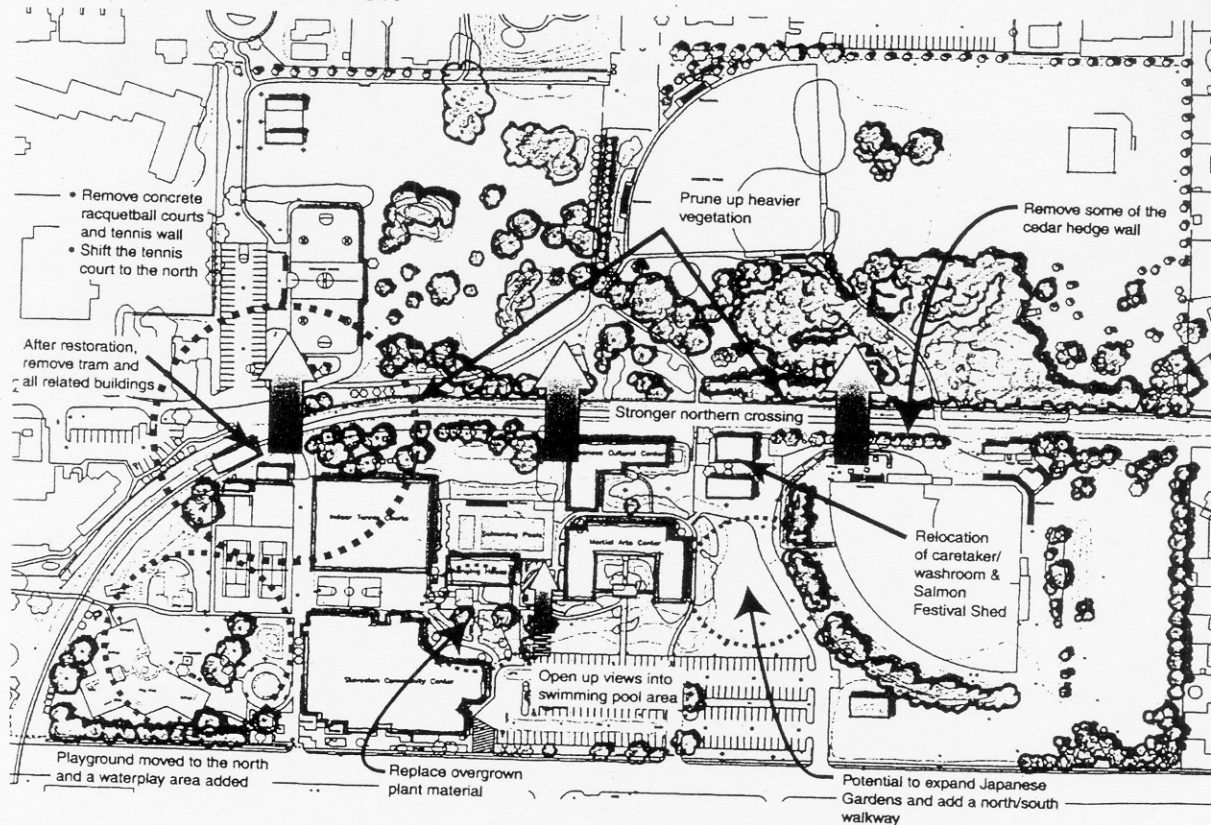 • Remove concrete
racquetball courts
and tennis wall
• Shift the tennis
court to the north
Prune up heavier
vegetation
Remove some of the
cedar hedge wall
After restoration,
remove tram and
all related buildings
Stronger northern crossing
Cultural Center
Indoor Tennis Courts
Swimming Pools
Martial Arts Center
Relocation
of caretaker/
washroom &
Salmon
Festival Shed
Community Center
Open up views into
swimming pool area
Playground moved to the north
and a waterplay area added
Replace overgrown
plant material
Potential to expand Japanese
Gardens and add a north/south
walkway